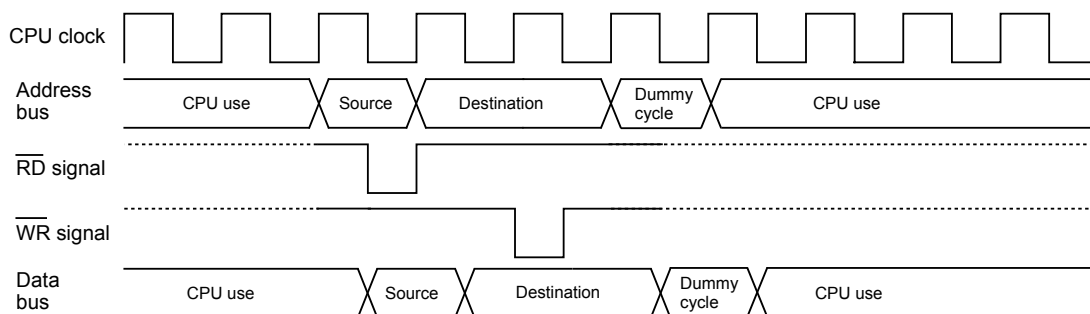 CPU clock
Address
bus
CPU use
Source
Destination
Dummy
cycle
CPU use
RD signal
WR signal
Data
bus
CPU use
Source
Destination
Dummy
cycle
CPU use